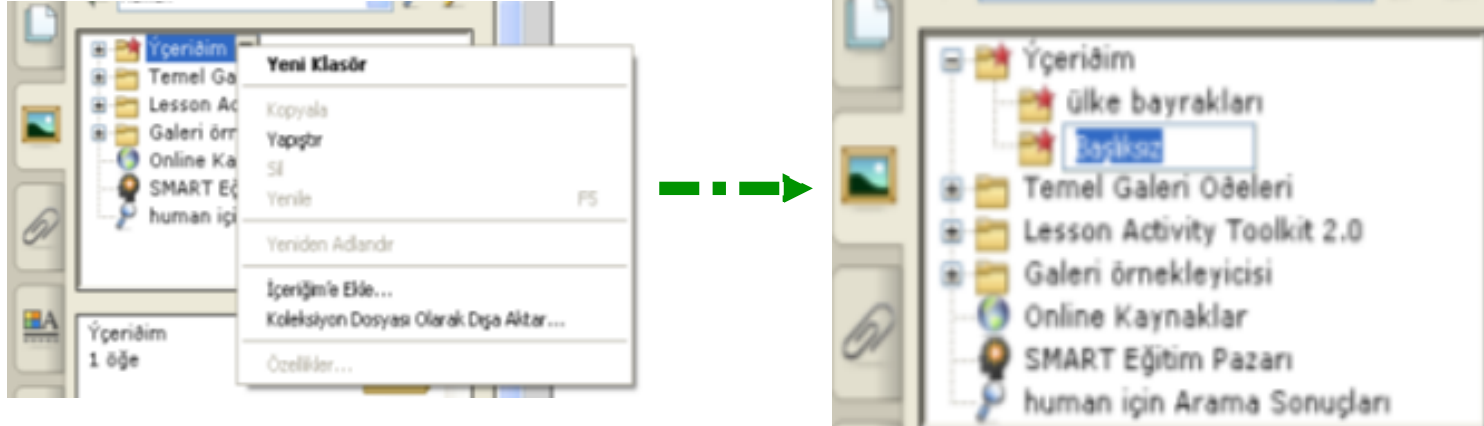 Ýçeriðim
Temel Ga
Lesson Ac
Galeri örn
Online Ka
SMART Eğ
human içi
Yeni Klasör
Kopyala
Yapıştır
Sil
Yenile F5
Yeniden Adlandır
İçeriğim'e Ekle...
Koleksiyon Dosyası Olarak Dışa Aktar...
Özellikler...
Ýçeriðim
1 öğe
Ýçeriðim
ülke bayrakları
Başlıksız
Temel Galeri Oðeleri
Lesson Activity Toolkit 2.0
Galeri örnekleyicisi
Online Kaynaklar
SMART Eğitim Pazarı
human için Arama Sonuçları